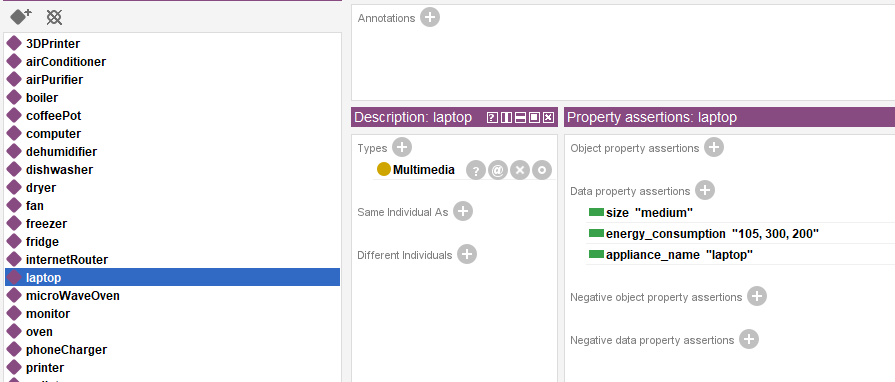 3DPrinter
airConditioner
airPurifier
boiler
coffeePot
computer
dehumidifier
dishwasher
dryer
fan
freezer
fridge
internetRouter
laptop
microWaveOven
monitor
oven
phoneCharger
printer
Annotations
Description: laptop
Types
Multimedia
Same Individual As
Different Individuals
Property assertions: laptop
Object property assertions
Data property assertions
size "medium"
energy_consumption "105, 300, 200"
appliance_name "laptop"
Negative object property assertions
Negative data property assertions